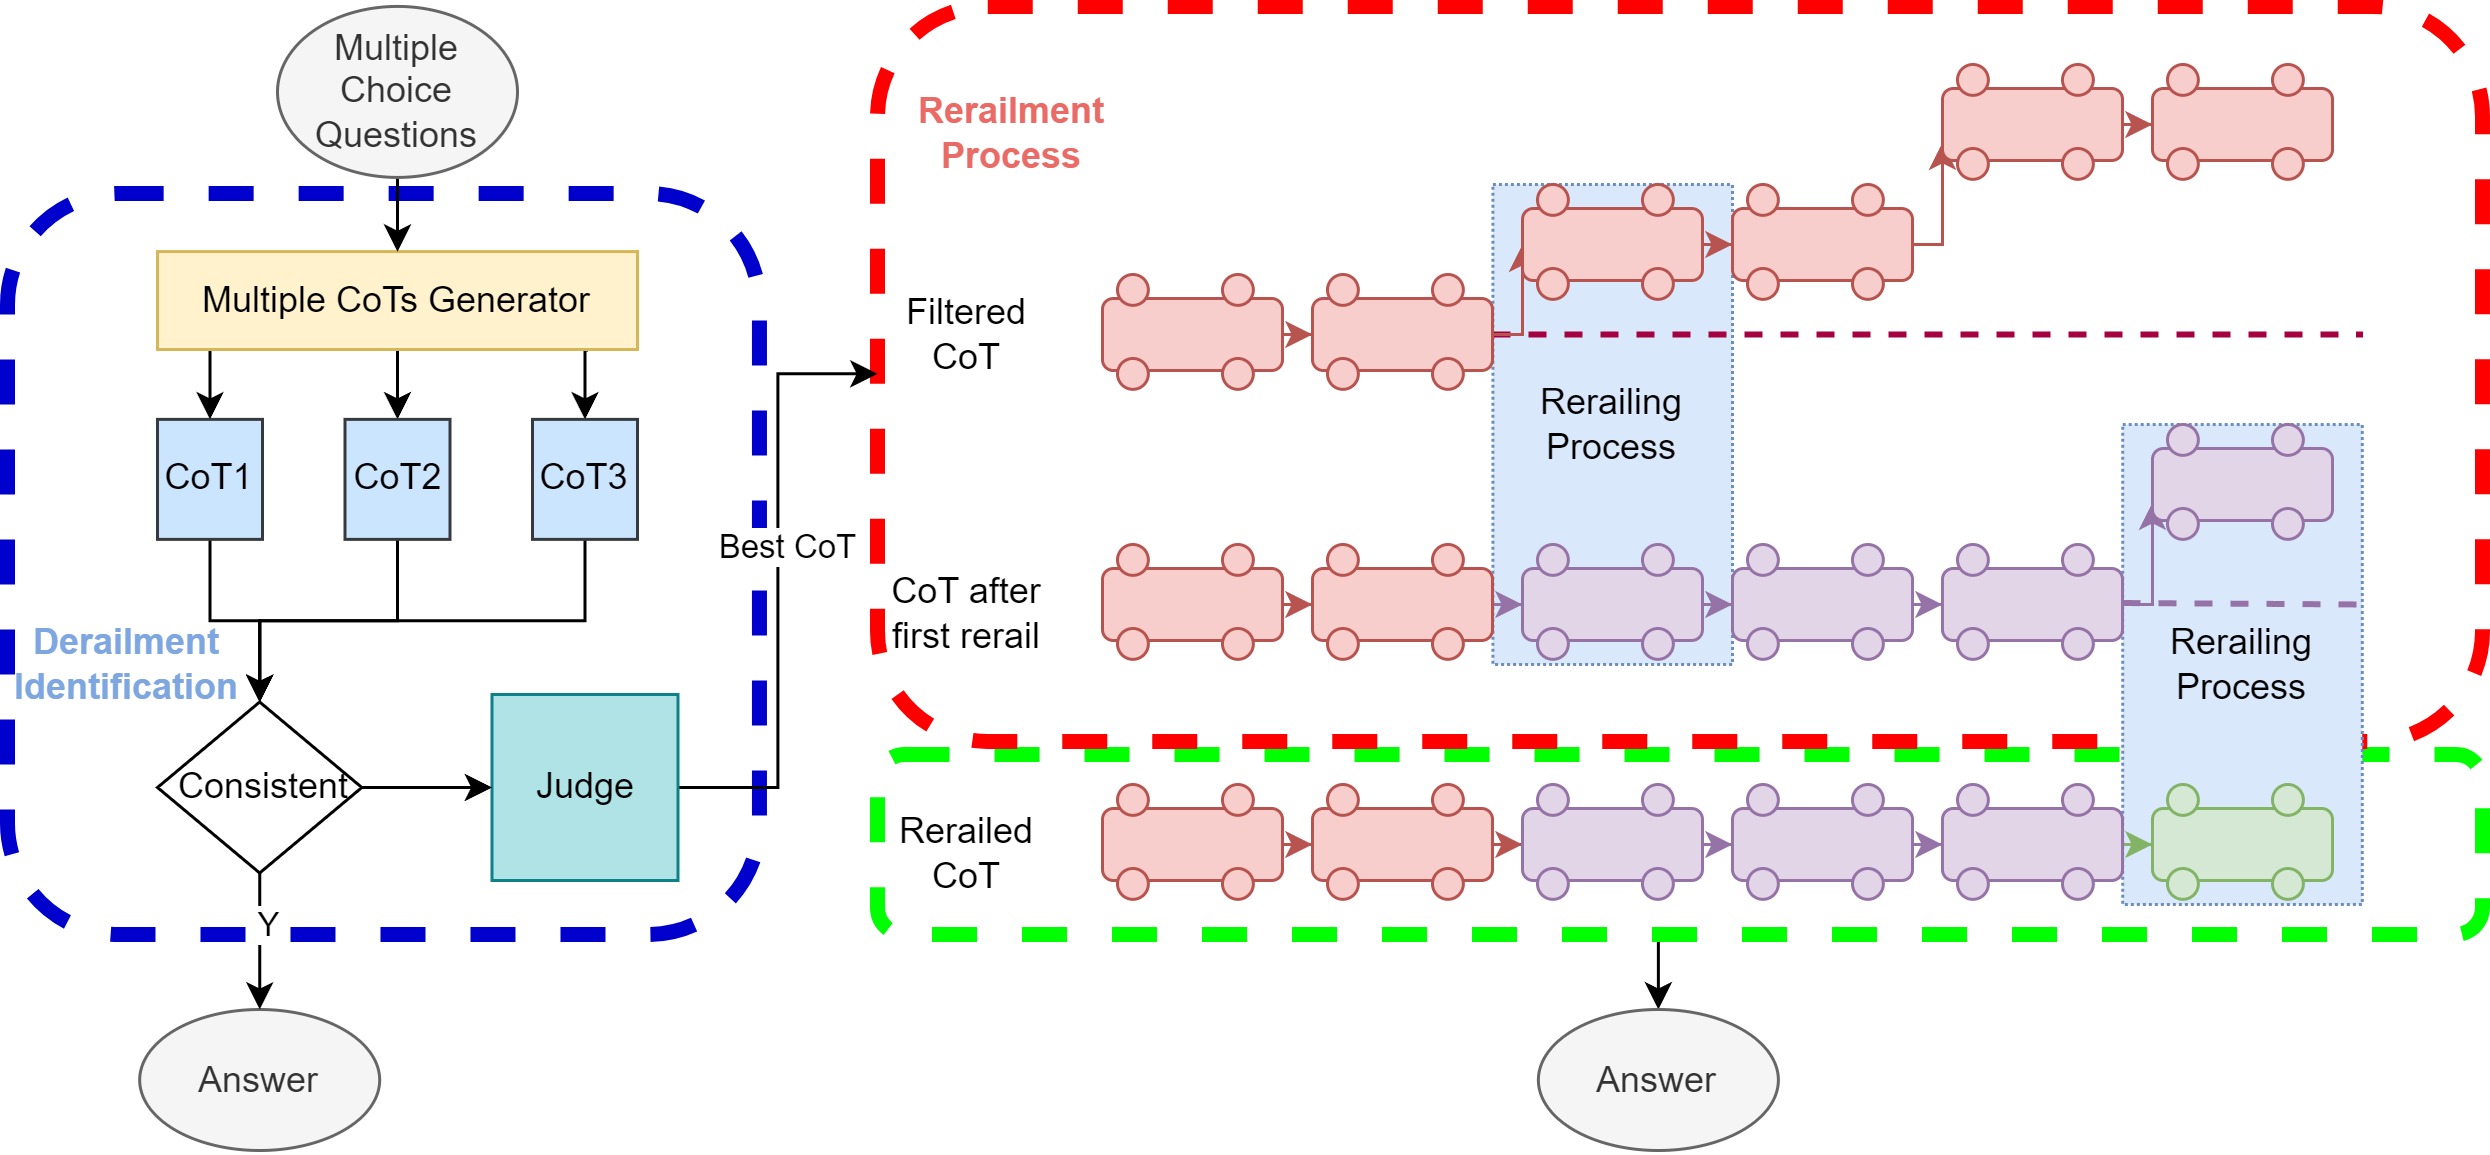 Multiple
Choice
Questions
Multiple CoTs Generator
CoT1
CoT2
CoT3
Derailment
Identification
Consistent
Judge
Y
Answer
Best CoT
Rerailment
Process
Filtered
CoT
Rerailing
Process
CoT after
first rerail
Rerailing
Process
Rerailed
CoT
Answer